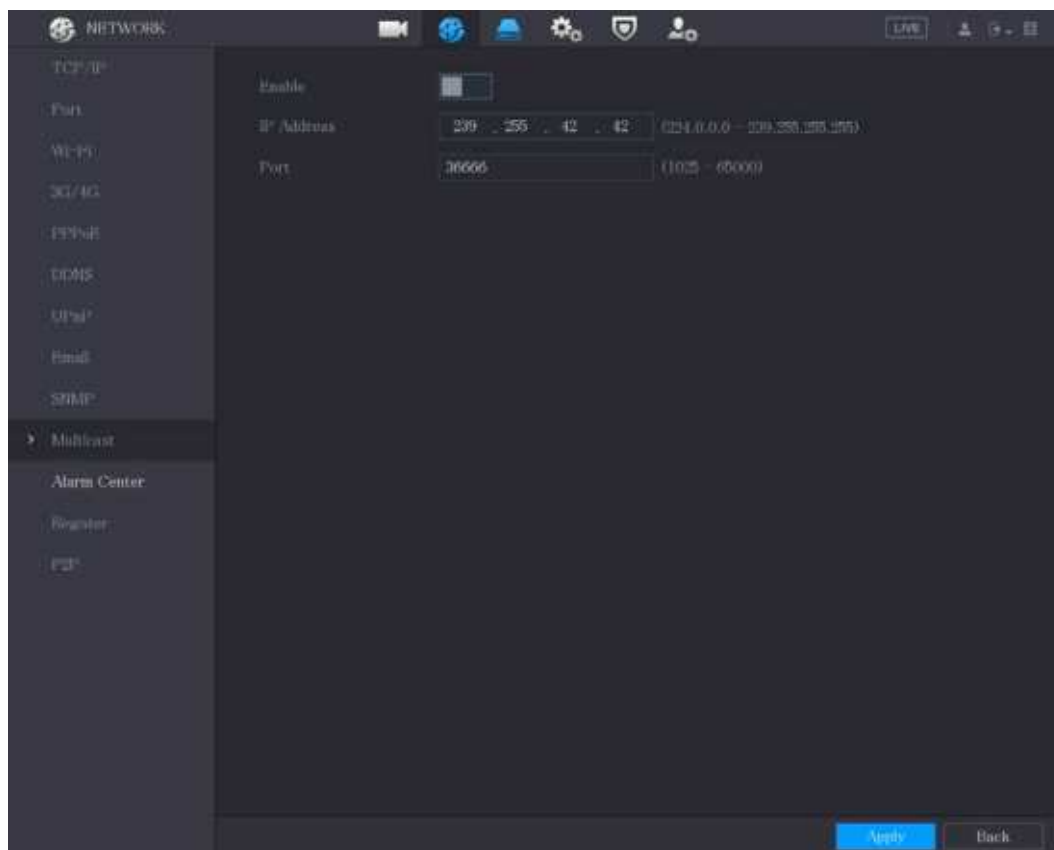 NETWORK LIVE
TCP/IP
Port
Wi-Fi
3G/4G
PPPoE
DDNS
UPnP
Email
SNMP
Multicast
Alarm Center
Register
P2P
Enable
IP Address 239 . 255 . 42 . 42 (224.0.0.0 - 239.255.255.255)
Port 36666 (1025 - 65000)
Apply Back